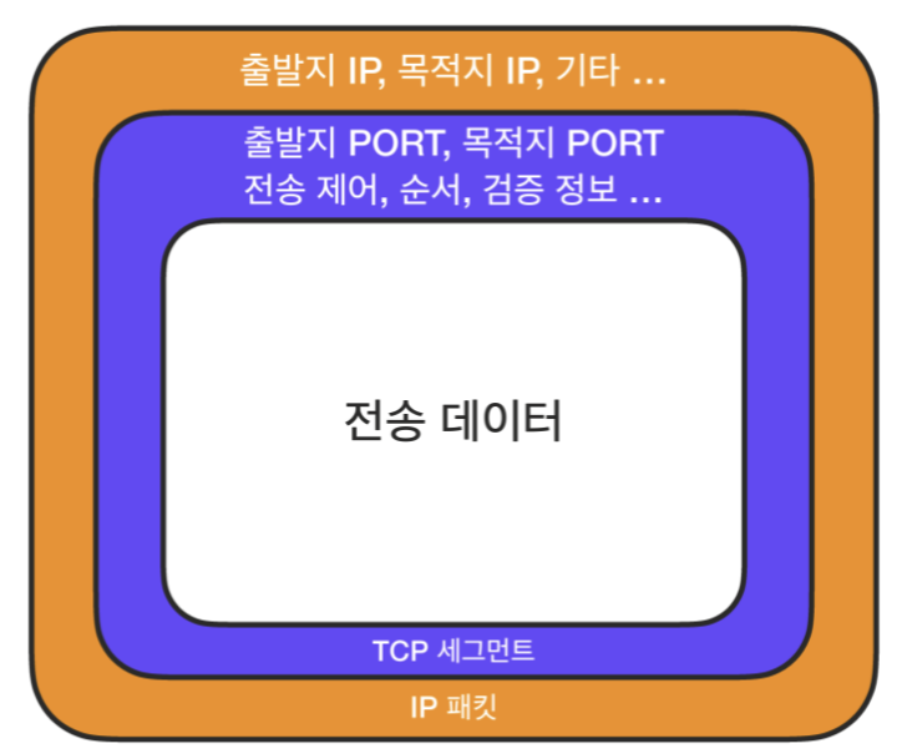 출발지 IP, 목적지 IP, 기타 ...
출발지 PORT, 목적지 PORT
전송 제어, 순서, 검증 정보 ...
전송 데이터
TCP 세그먼트
IP 패킷